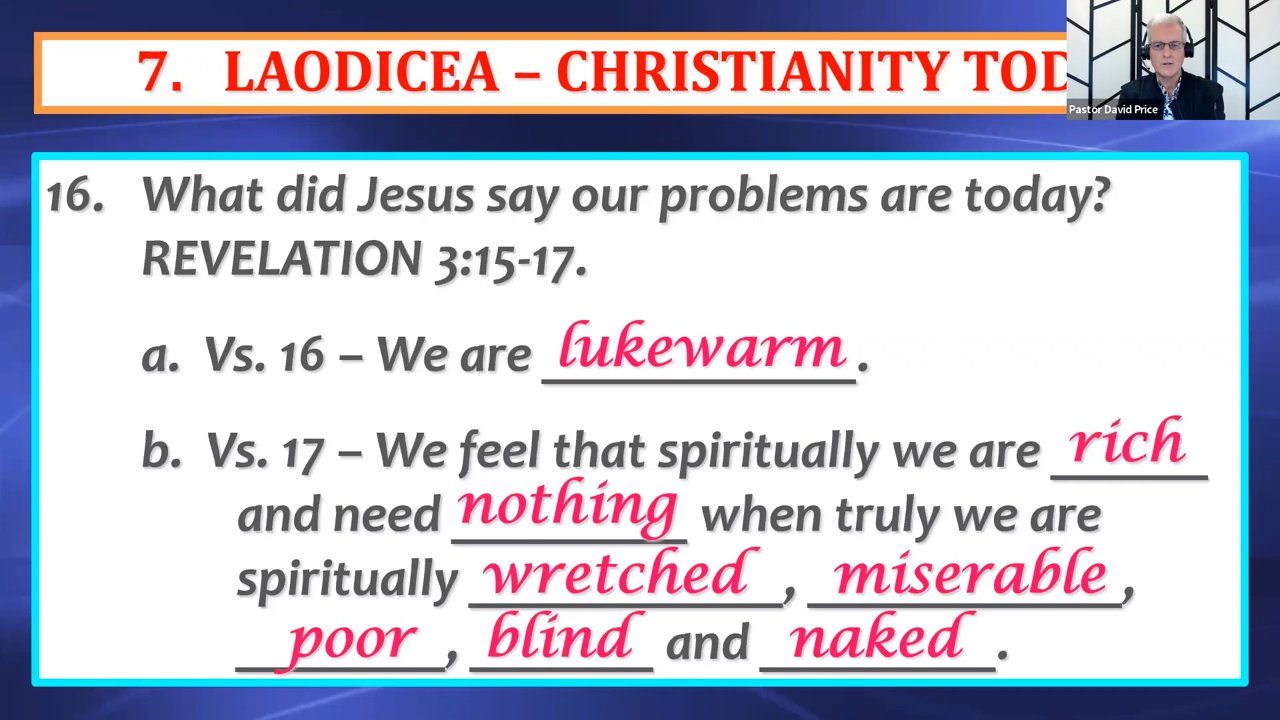 7. LAODICEA – CHRISTIANITY TOD
Pastor David Price
16. What did Jesus say our problems are today?
REVELATION 3:15-17.
a. Vs. 16 – We are lukewarm.
b. Vs. 17 – We feel that spiritually we are rich
and need nothing when truly we are
spiritually wretched, miserable,
poor, blind and naked.